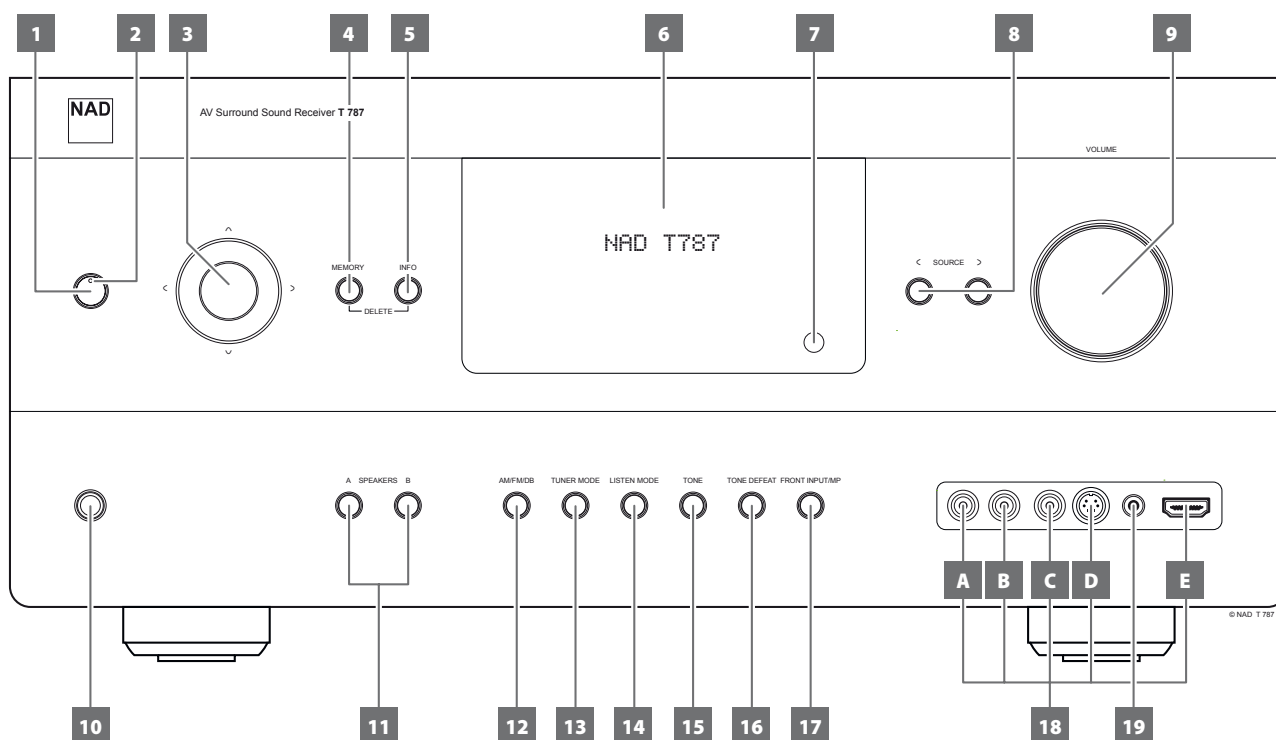 1 2 3 4 5 6 7 8 9
NAD
AV Surround Sound Receiver T 787
VOLUME
NAD T787
< SOURCE >
MEMORY INFO
DELETE
C
A SPEAKERS B
AM/FM/DB TUNER MODE LISTEN MODE TONE TONE DEFEAT FRONT INPUT/MP
A B C D E
© NAD T 787
10 11 12 13 14 15 16 17 18 19